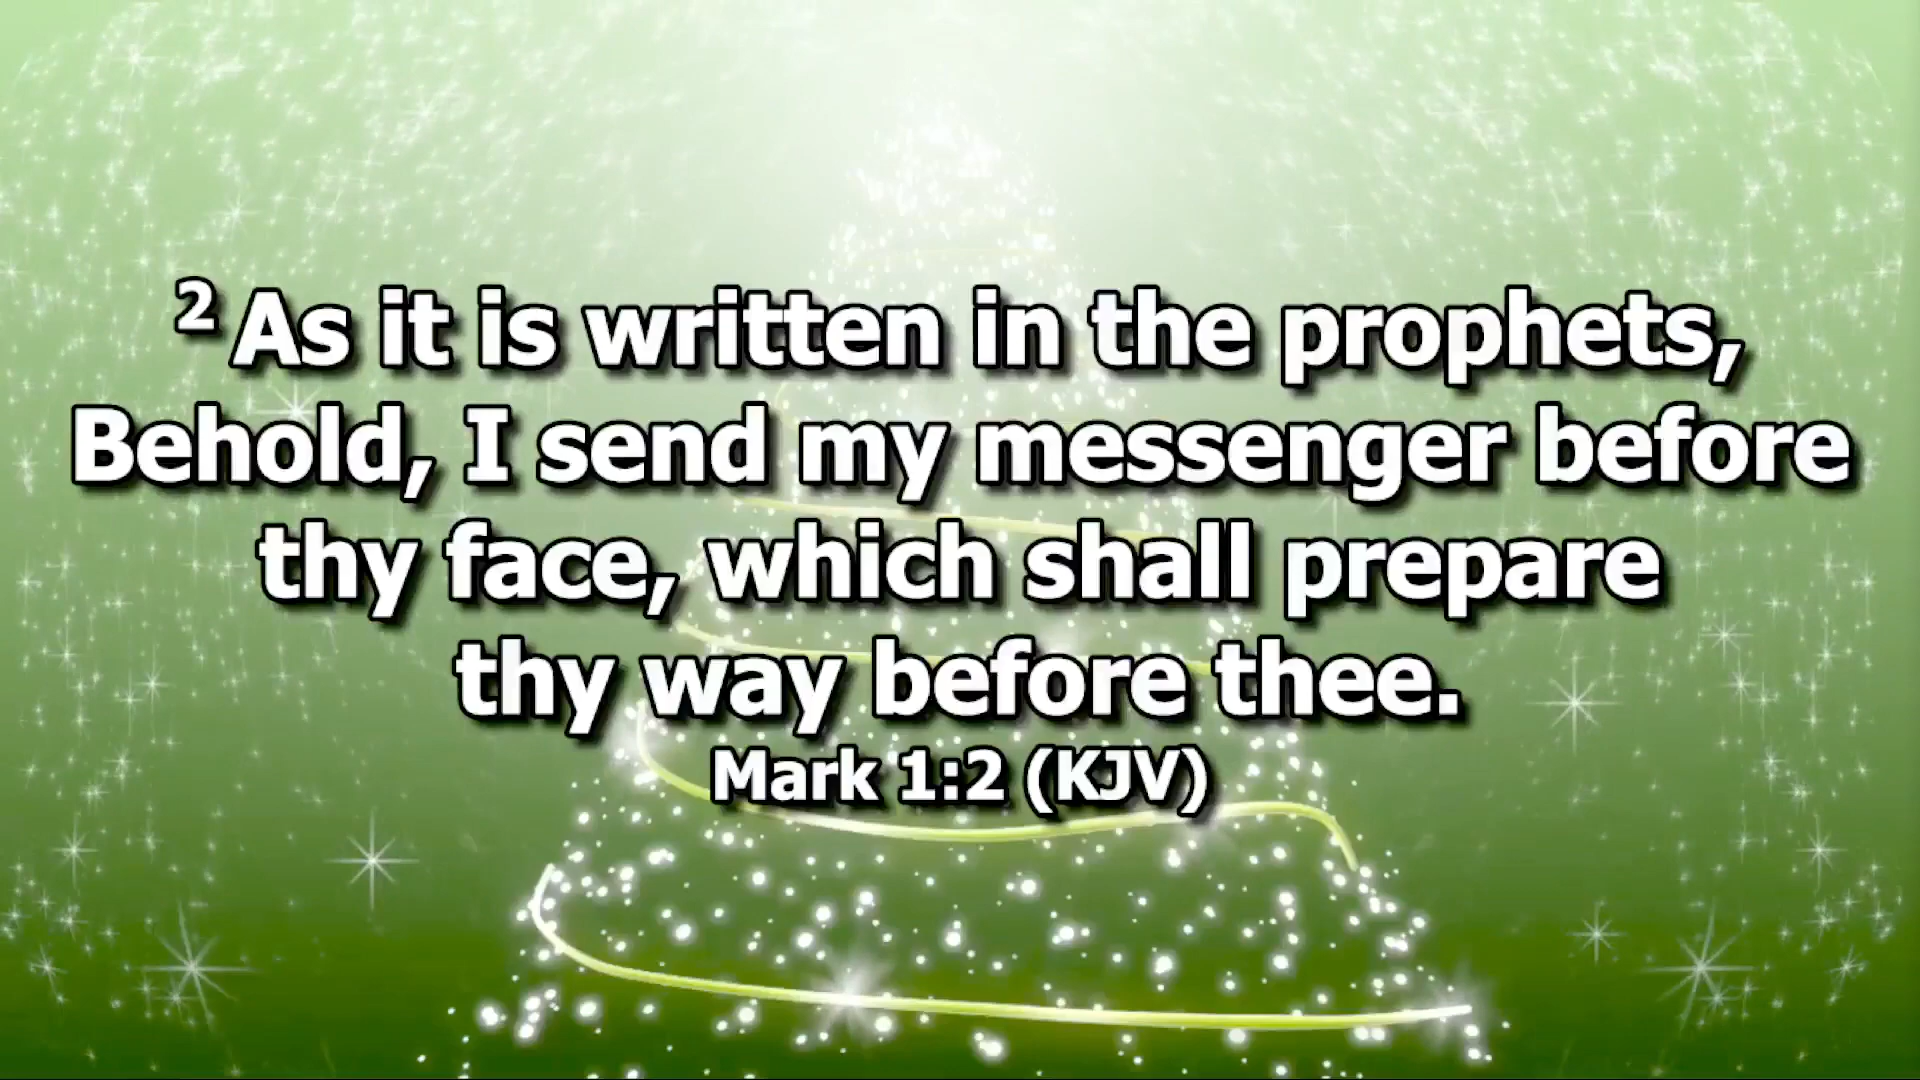 ² As it is written in the prophets,
Behold, I send my messenger before
thy face, which shall prepare
thy way before thee.
Mark 1:2 (KJV)